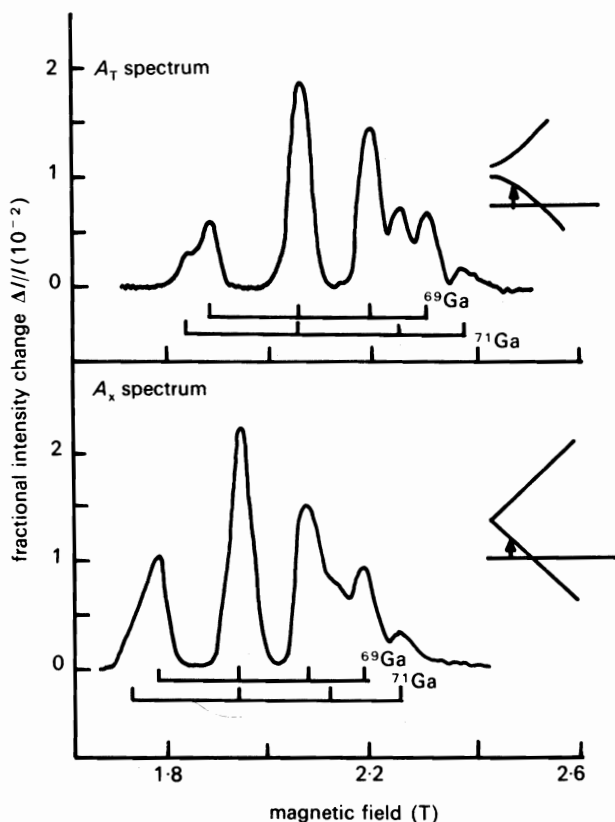 A_T spectrum
2
1
0
⁶⁹Ga
⁷¹Ga
A_x spectrum
2
1
0
⁶⁹Ga
⁷¹Ga
1·8
2·2
2·6
magnetic field (T)
fractional intensity change ΔI/I (10⁻²)